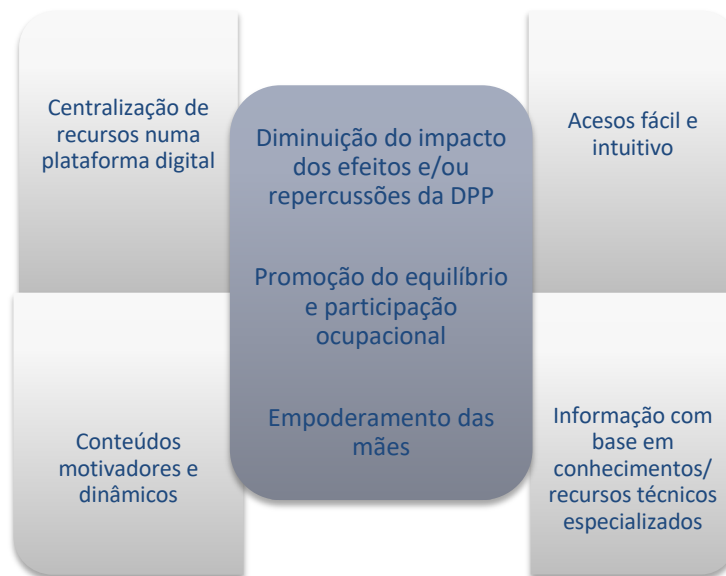 Centralização de
recursos numa
plataforma digital
Acesos fácil e
intuitivo
Diminuição do impacto
dos efeitos e/ou
repercussões da DPP
Promoção do equilíbrio
e participação
ocupacional
Empoderamento das
mães
Conteúdos
motivadores e
dinâmicos
Informação com
base em
conhecimentos/
recursos técnicos
especializados